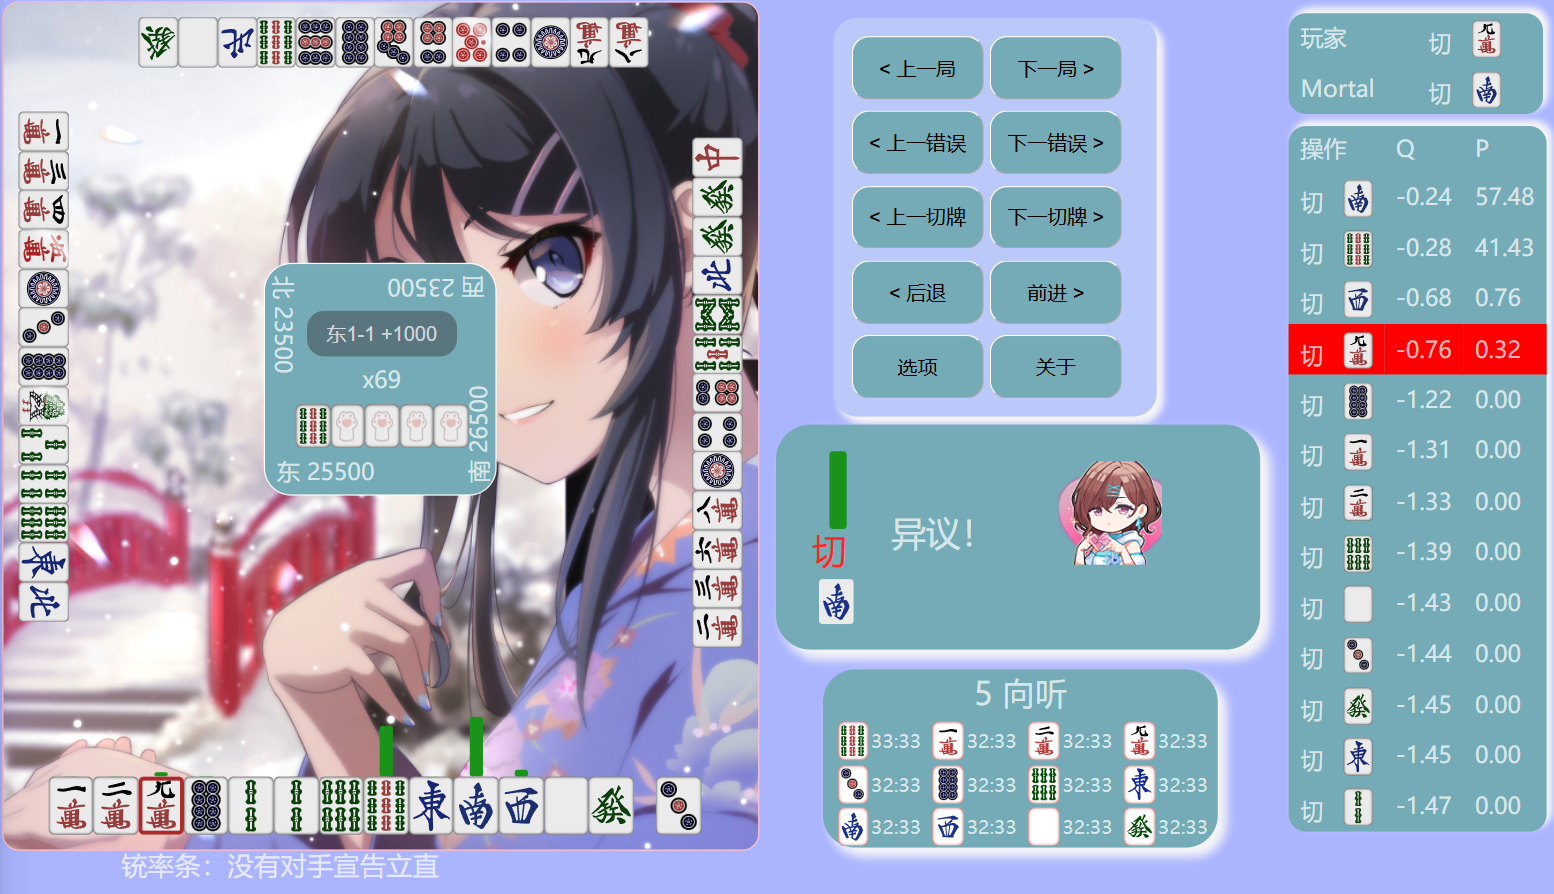 北 23500
西 23500
东1-1 +1000
x69
东 25500
南 26500
铳率条：没有对手宣告立直
< 上一局
下一局 >
< 上一错误
下一错误 >
< 上一切牌
下一切牌 >
< 后退
前进 >
选项
关于
切
异议！
5 向听
33:33 32:33 32:33 32:33
32:33 32:33 32:33 32:33
32:33 32:33 32:33 32:33
玩家 切
Mortal 切
操作 Q P
切 -0.24 57.48
切 -0.28 41.43
切 -0.68 0.76
切 -0.76 0.32
切 -1.22 0.00
切 -1.31 0.00
切 -1.33 0.00
切 -1.39 0.00
切 -1.43 0.00
切 -1.44 0.00
切 -1.45 0.00
切 -1.45 0.00
切 -1.47 0.00